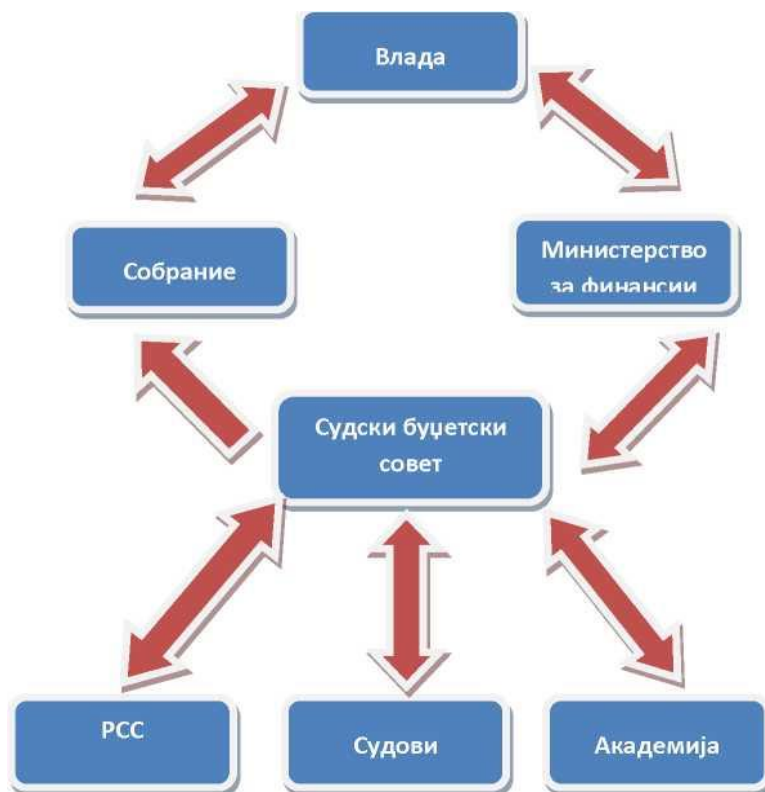 Влада
Собрание
Министерство
за финансии
Судски буџетски
совет
РСС
Судови
Академија